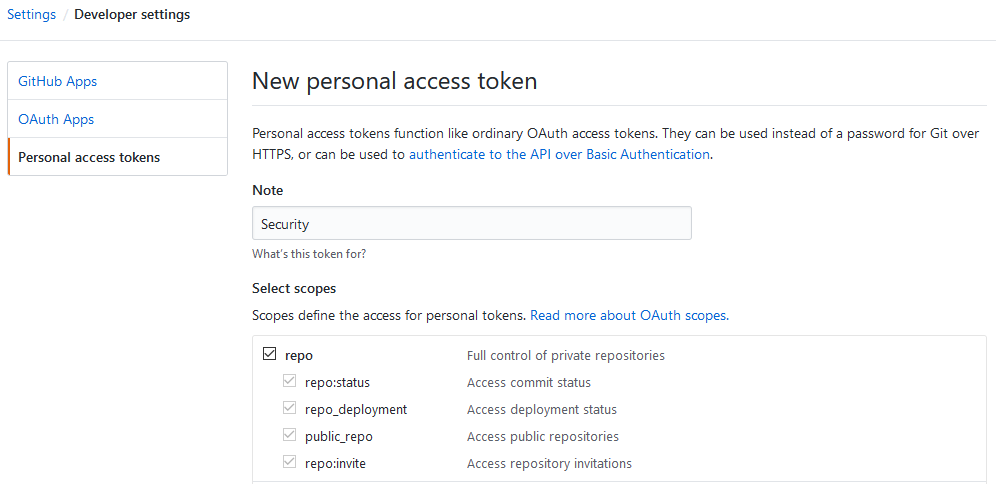 Settings / Developer settings
GitHub Apps
OAuth Apps
Personal access tokens
New personal access token
Personal access tokens function like ordinary OAuth access tokens. They can be used instead of a password for Git over
HTTPS, or can be used to authenticate to the API over Basic Authentication.
Note
Security
What's this token for?
Select scopes
Scopes define the access for personal tokens. Read more about OAuth scopes.
repo Full control of private repositories
repo:status Access commit status
repo_deployment Access deployment status
public_repo Access public repositories
repo:invite Access repository invitations